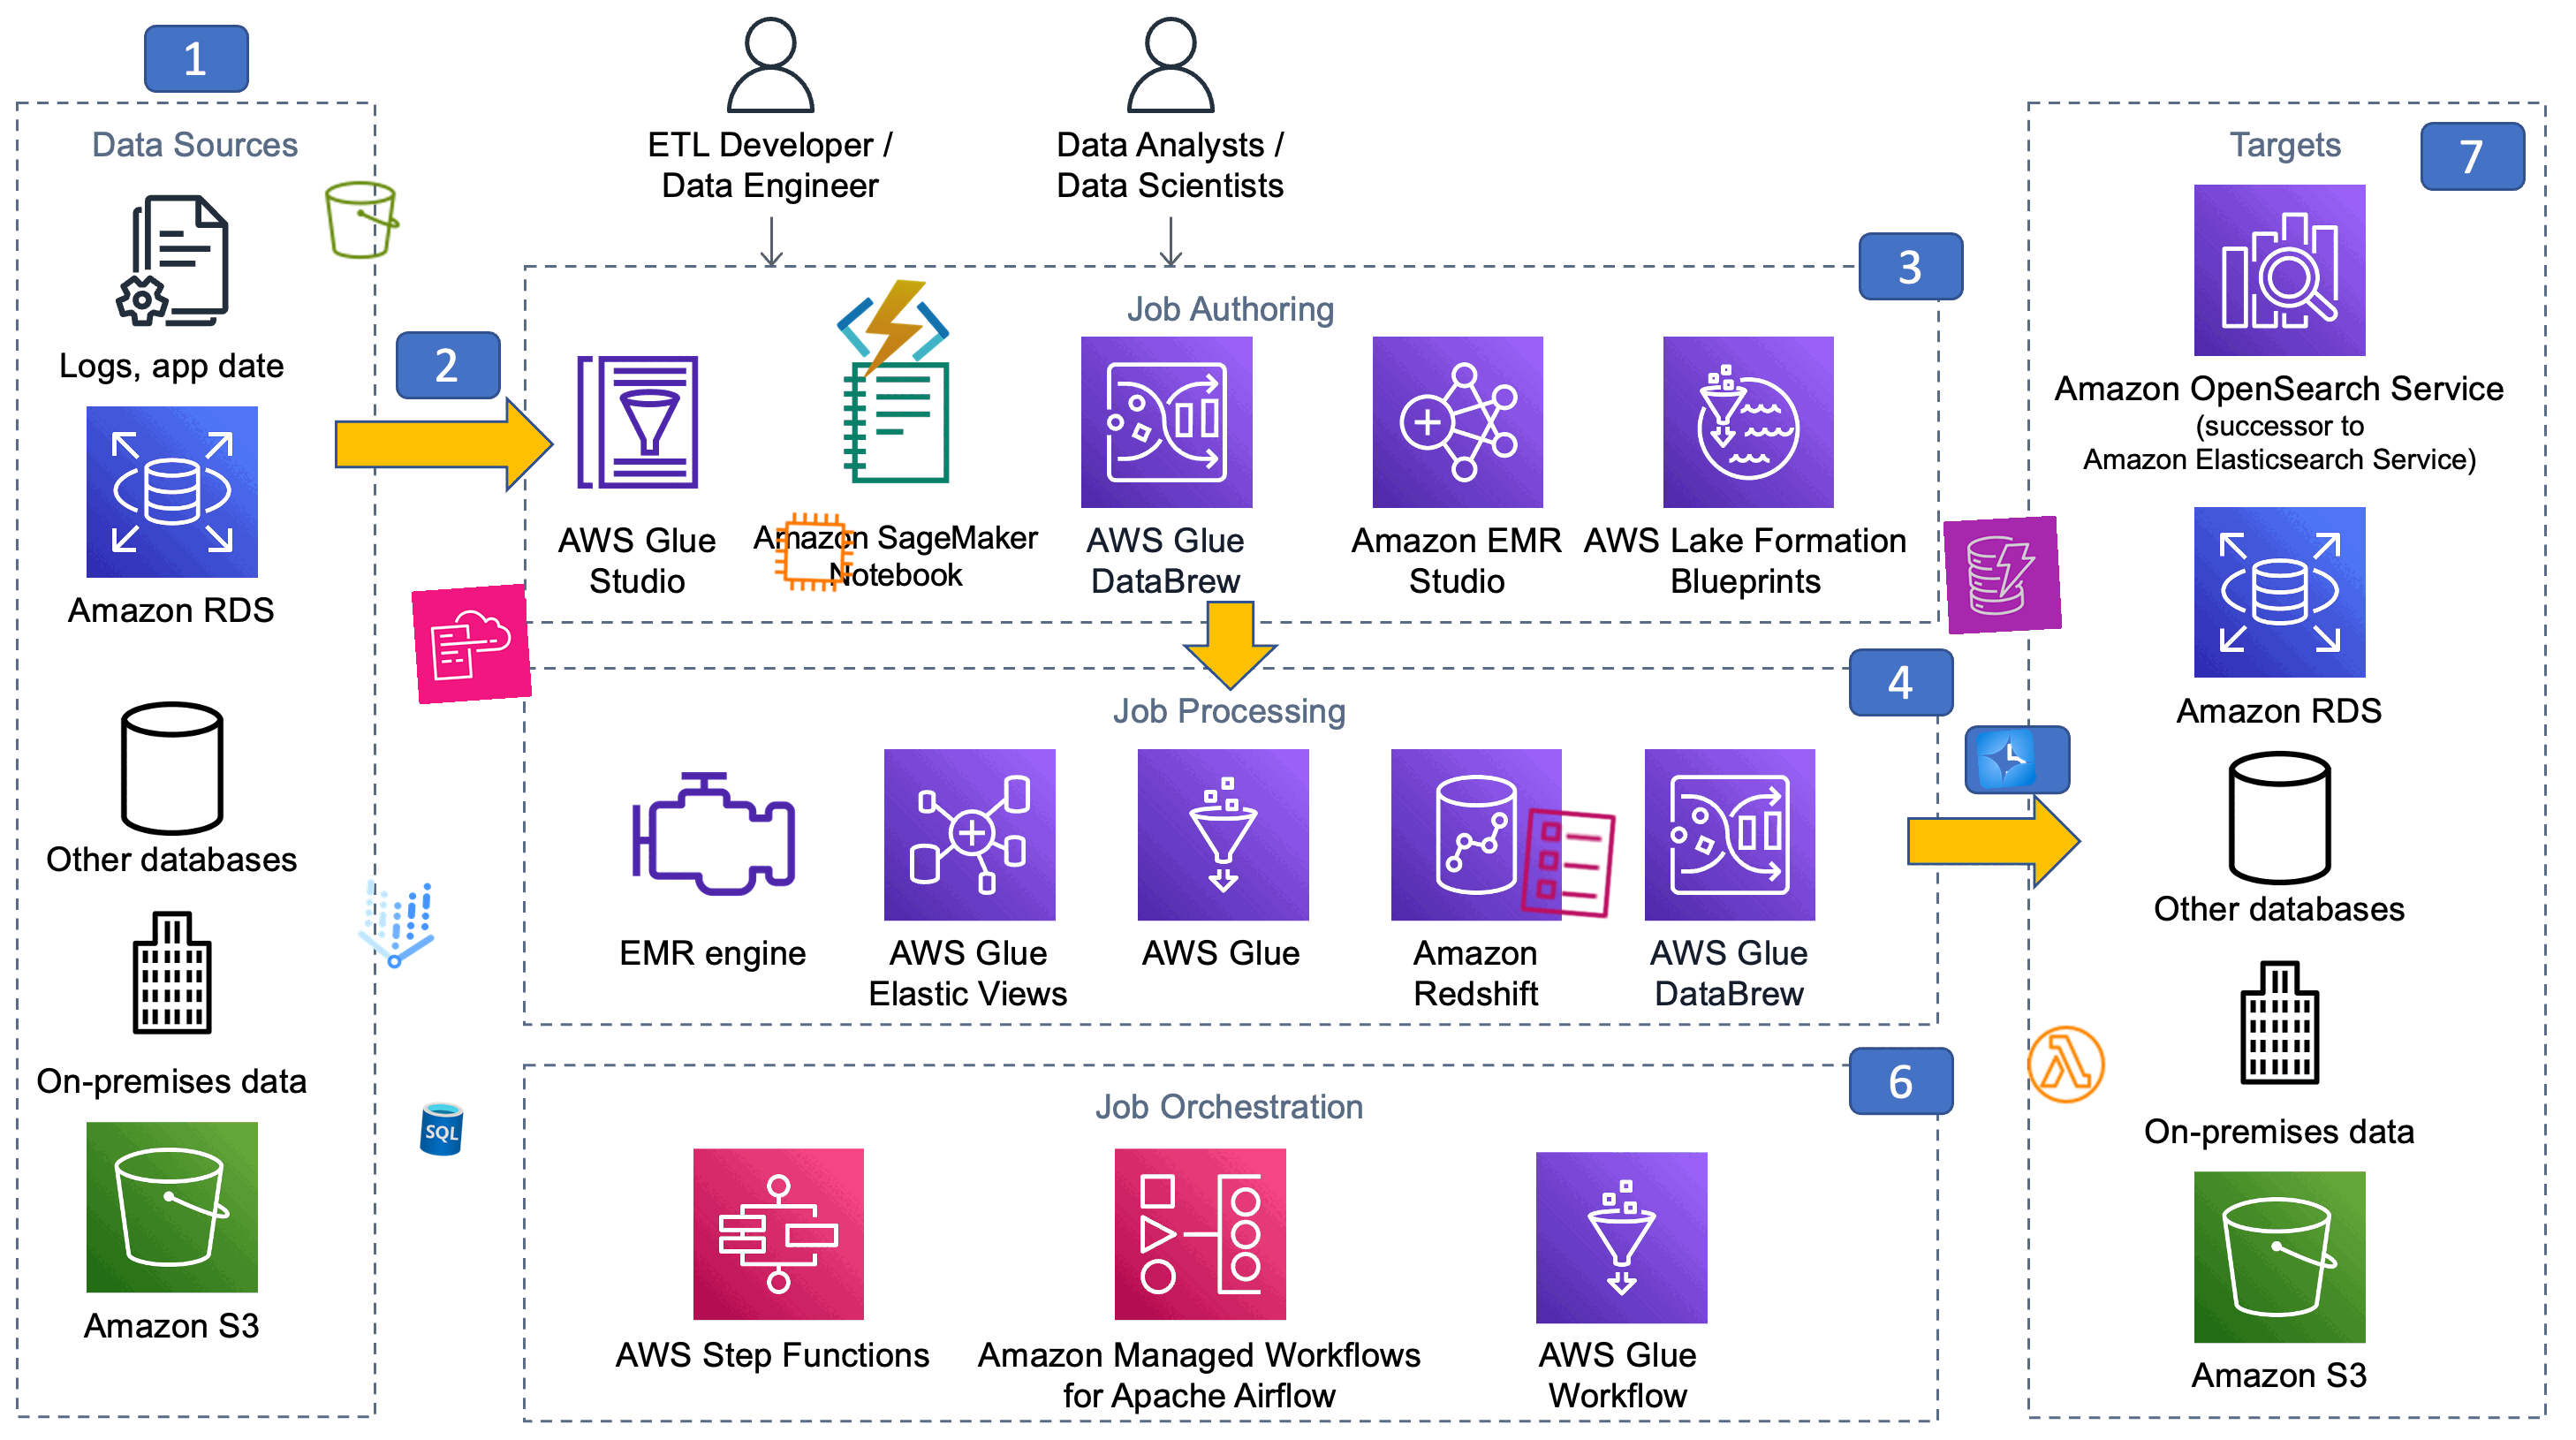 1
Data Sources
Logs, app date
Amazon RDS
Other databases
On-premises data
Amazon S3
2
ETL Developer /
Data Engineer
Data Analysts /
Data Scientists
3
Job Authoring
AWS Glue
Studio
Amazon SageMaker
Notebook
AWS Glue
DataBrew
Amazon EMR
Studio
AWS Lake Formation
Blueprints
4
Job Processing
EMR engine
AWS Glue
Elastic Views
AWS Glue
Amazon
Redshift
AWS Glue
DataBrew
6
Job Orchestration
AWS Step Functions
Amazon Managed Workflows
for Apache Airflow
AWS Glue
Workflow
SQL
7
Targets
Amazon OpenSearch Service
(successor to
Amazon Elasticsearch Service)
Amazon RDS
Other databases
On-premises data
Amazon S3